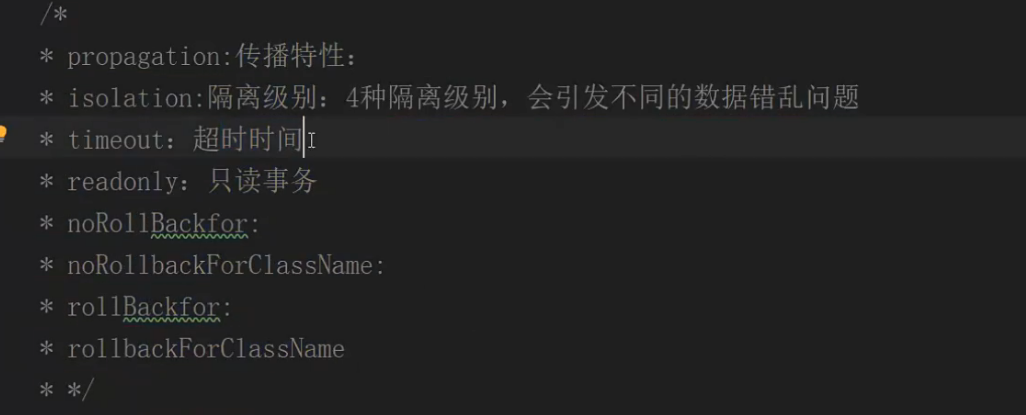 /*
* propagation:传播特性：
* isolation:隔离级别：4种隔离级别，会引发不同的数据错乱问题
* timeout：超时时间
* readonly：只读事务
* noRollBackfor:
* noRollbackForClassName:
* rollBackfor:
* rollbackForClassName
* */